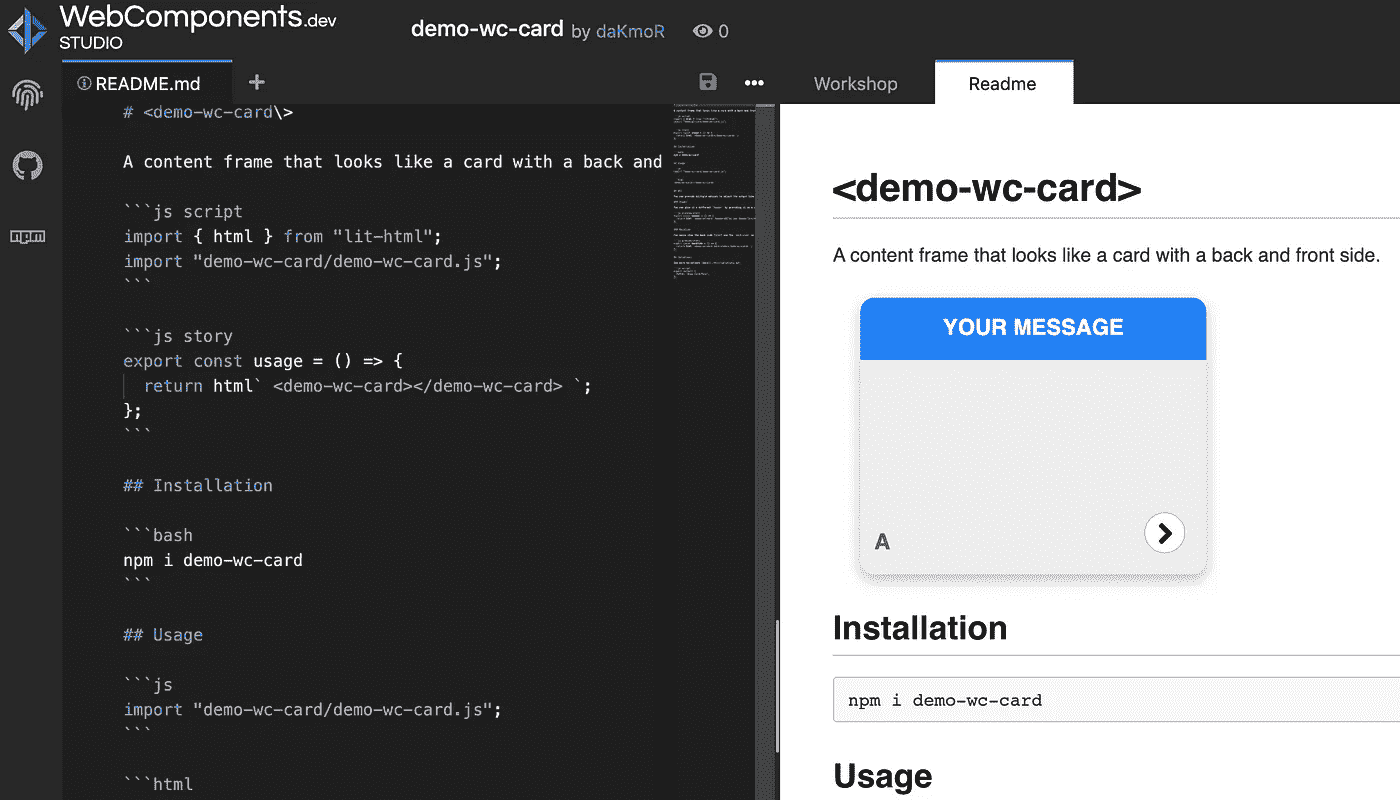 WebComponents.dev
STUDIO
demo-wc-card by daKmoR 0
README.md
+
Workshop
Readme
npm
# <demo-wc-card\>
A content frame that looks like a card with a back and
```js script
import { html } from "lit-html";
import "demo-wc-card/demo-wc-card.js";
```
```js story
export const usage = () => {
return html` <demo-wc-card></demo-wc-card> `;
};
```
## Installation
```bash
npm i demo-wc-card
```
## Usage
```js
import "demo-wc-card/demo-wc-card.js";
```
```html
<demo-wc-card>
A content frame that looks like a card with a back and front side.
YOUR MESSAGE
A
Installation
npm i demo-wc-card
Usage